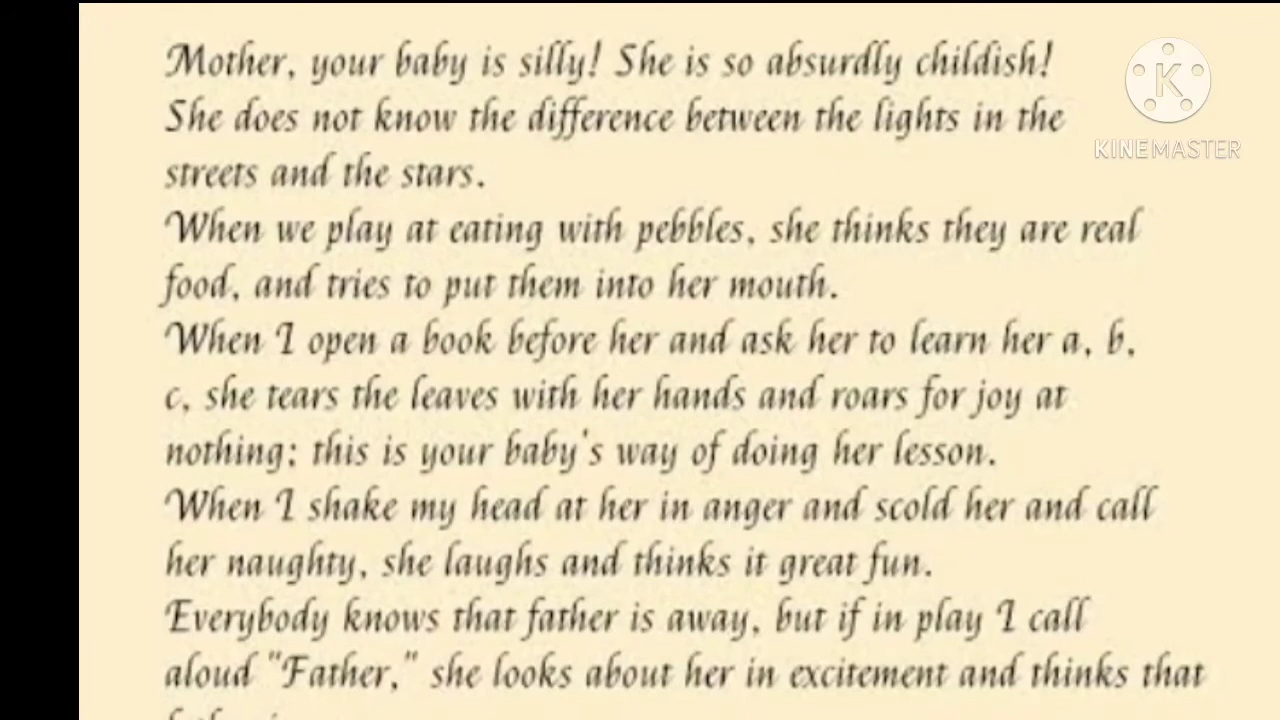 Mother, your baby is silly! She is so absurdly childish!
She does not know the difference between the lights in the
streets and the stars.
When we play at eating with pebbles, she thinks they are real
food, and tries to put them into her mouth.
When I open a book before her and ask her to learn her a, b,
c, she tears the leaves with her hands and roars for joy at
nothing; this is your baby's way of doing her lesson.
When I shake my head at her in anger and scold her and call
her naughty, she laughs and thinks it great fun.
Everybody knows that father is away, but if in play I call
aloud "Father," she looks about her in excitement and thinks that
K
KINEMASTER